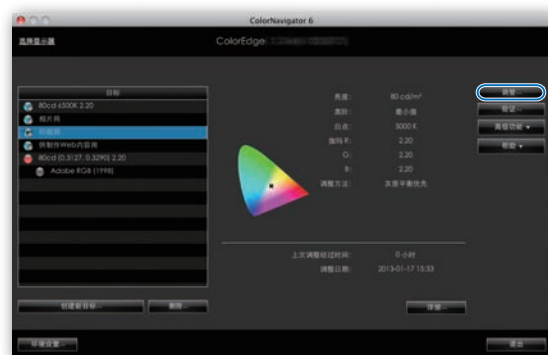 ColorNavigator 6
选择显示器
ColorEdge
目标
80cd 6500K 2.20
相片用
印刷用
供制作Web内容用
80cd (0.3127, 0.3290) 2.20
Adobe RGB (1998)
创建新目标...
删除...
亮度: 80 cd/m²
黑阶: 最小值
白点: 5000 K
伽玛 R: 2.20
G: 2.20
B: 2.20
调整方法: 灰度平衡优先
上次调整经过时间: 0 小时
调整日期: 2013-01-17 15:33
详细...
调整...
验证...
高级功能
帮助
环境设置...
退出